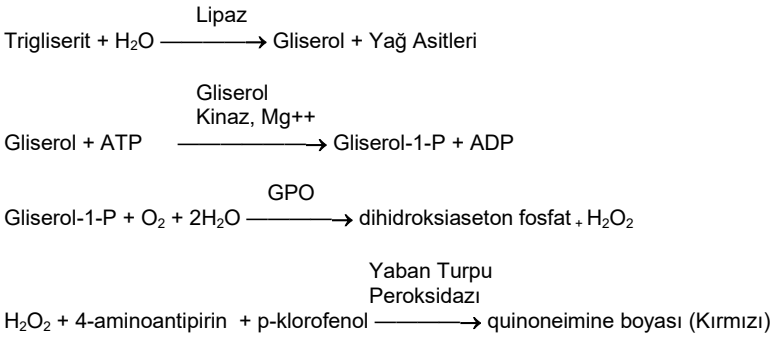 Lipaz
Trigliserit + H₂O ————→ Gliserol + Yağ Asitleri
Gliserol
Kinaz, Mg++
Gliserol + ATP ——————→ Gliserol-1-P + ADP
GPO
Gliserol-1-P + O₂ + 2H₂O ————→ dihidroksiaseton fosfat + H₂O₂
Yaban Turpu
Peroksidazı
H₂O₂ + 4-aminoantipirin + p-klorofenol ————→ quinoneimine boyası (Kırmızı)